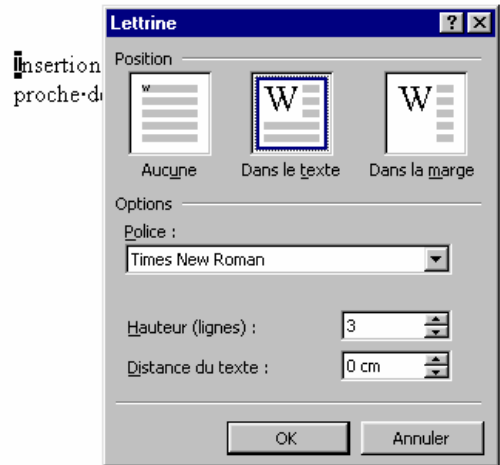 Lettrine
insertion
proche·d
Position
W W W
Aucune Dans le texte Dans la marge
Options
Police :
Times New Roman
Hauteur (lignes) : 3
Distance du texte : 0 cm
OK Annuler